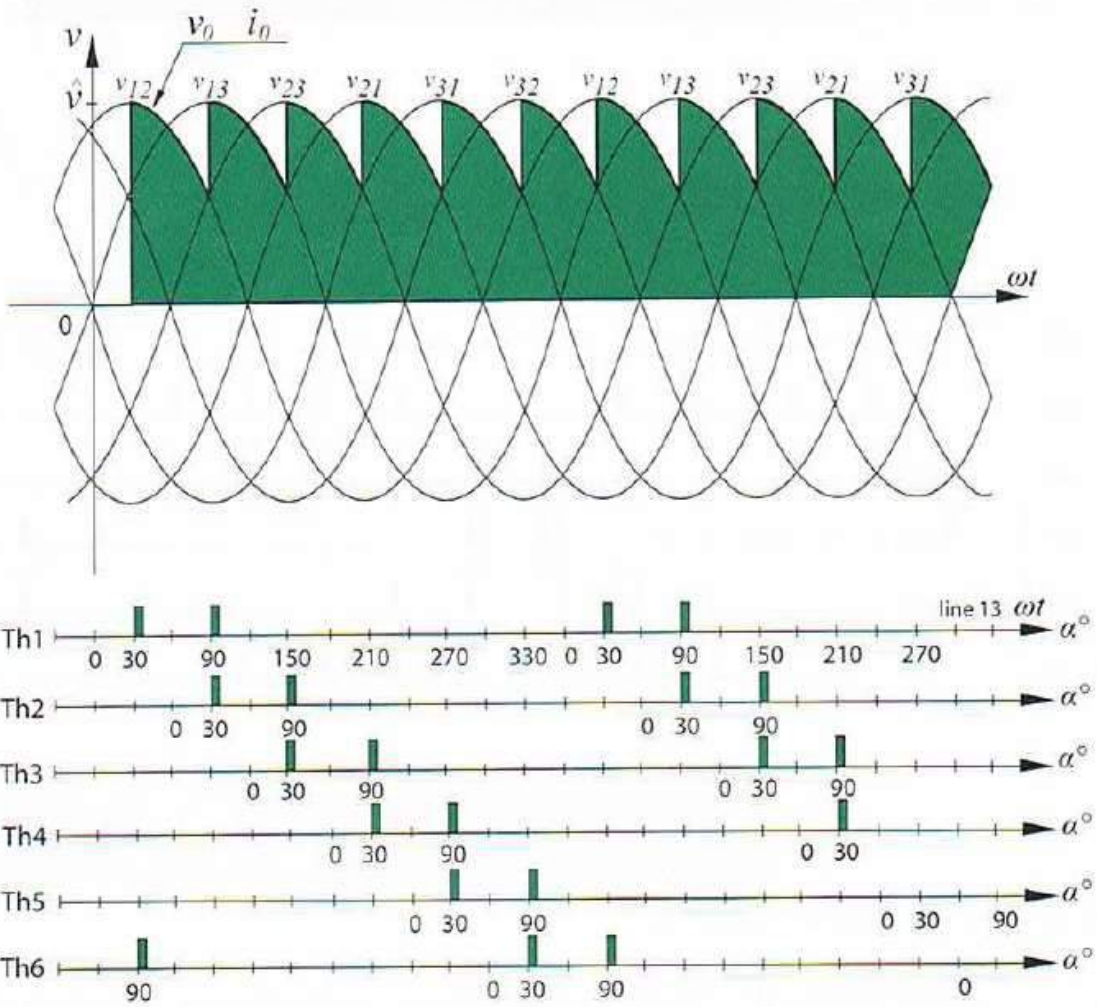 v
v0 i0
v̂
v12 v13 v23 v21 v31 v32 v12 v13 v23 v21 v31
0
ωt
line 13 ωt
Th1 α°
0 30 90 150 210 270 330 0 30 90 150 210 270
Th2 α°
0 30 90 0 30 90
Th3 α°
0 30 90 0 30 90
Th4 α°
0 30 90 0 30
Th5 α°
0 30 90 0 30 90
Th6 α°
90 0 30 90 0